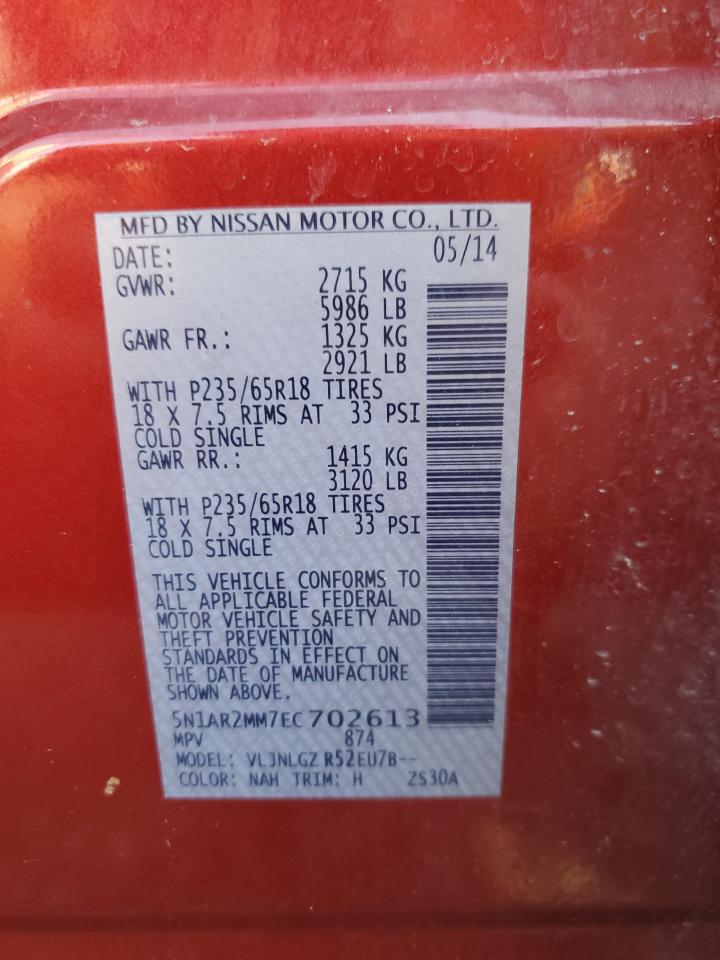 MFD BY NISSAN MOTOR CO., LTD.
DATE: 05/14
GVWR: 2715 KG
5986 LB
GAWR FR.: 1325 KG
2921 LB
WITH P235/65R18 TIRES
18 X 7.5 RIMS AT 33 PSI
COLD SINGLE
GAWR RR.: 1415 KG
3120 LB
WITH P235/65R18 TIRES
18 X 7.5 RIMS AT 33 PSI
COLD SINGLE
THIS VEHICLE CONFORMS TO
ALL APPLICABLE FEDERAL
MOTOR VEHICLE SAFETY AND
THEFT PREVENTION
STANDARDS IN EFFECT ON
THE DATE OF MANUFACTURE
SHOWN ABOVE.
5N1AR2MM7EC702613
MPV 874
MODEL: VLJNLGZ R52EU7B--
COLOR: NAH TRIM: H ZS30A